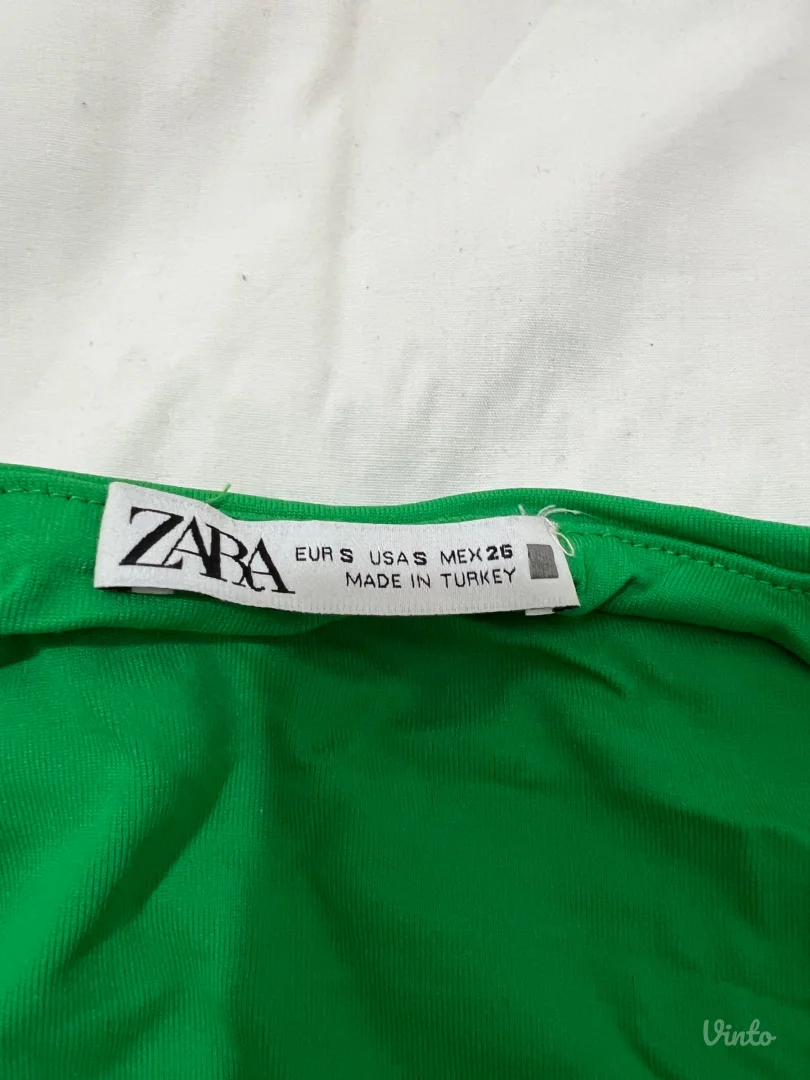 ZARA
EUR S USA S MEX 26
MADE IN TURKEY
Vinto